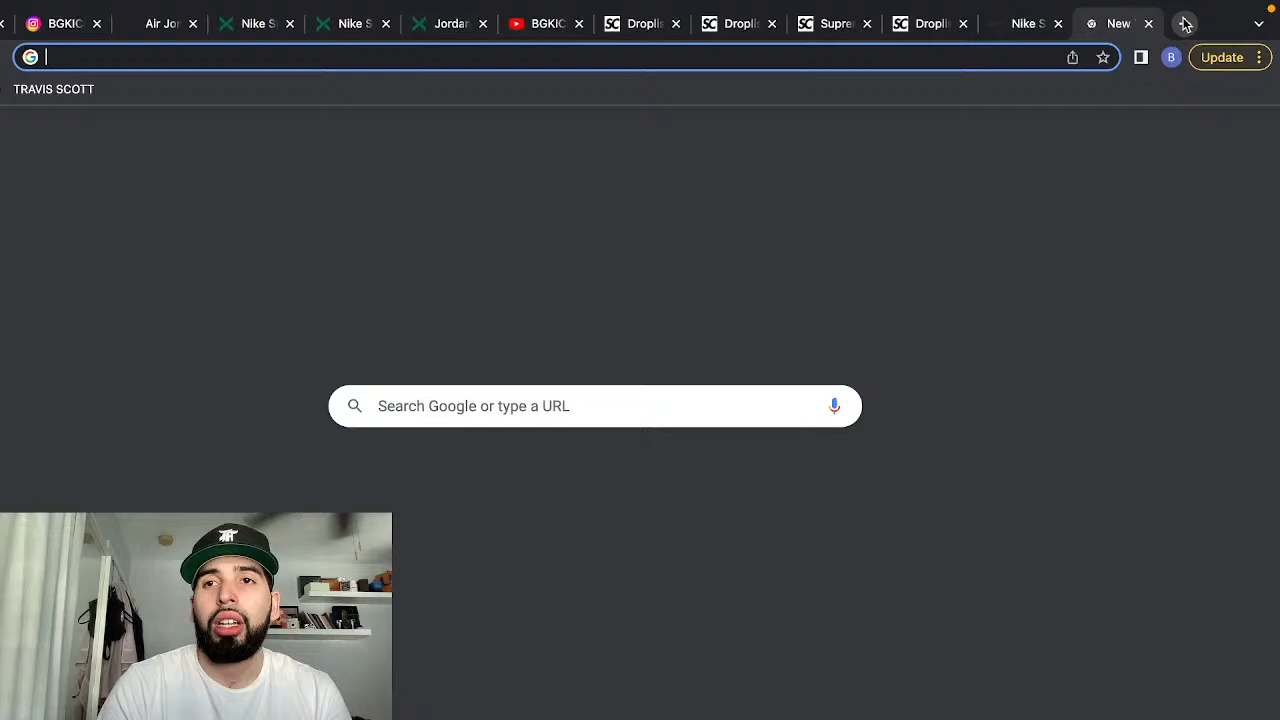 BGKIC Air Jor Nike S Nike S Jordan BGKIC Droplis Droplis Supre Dropli Nike S New
Update
TRAVIS SCOTT
Search Google or type a URL